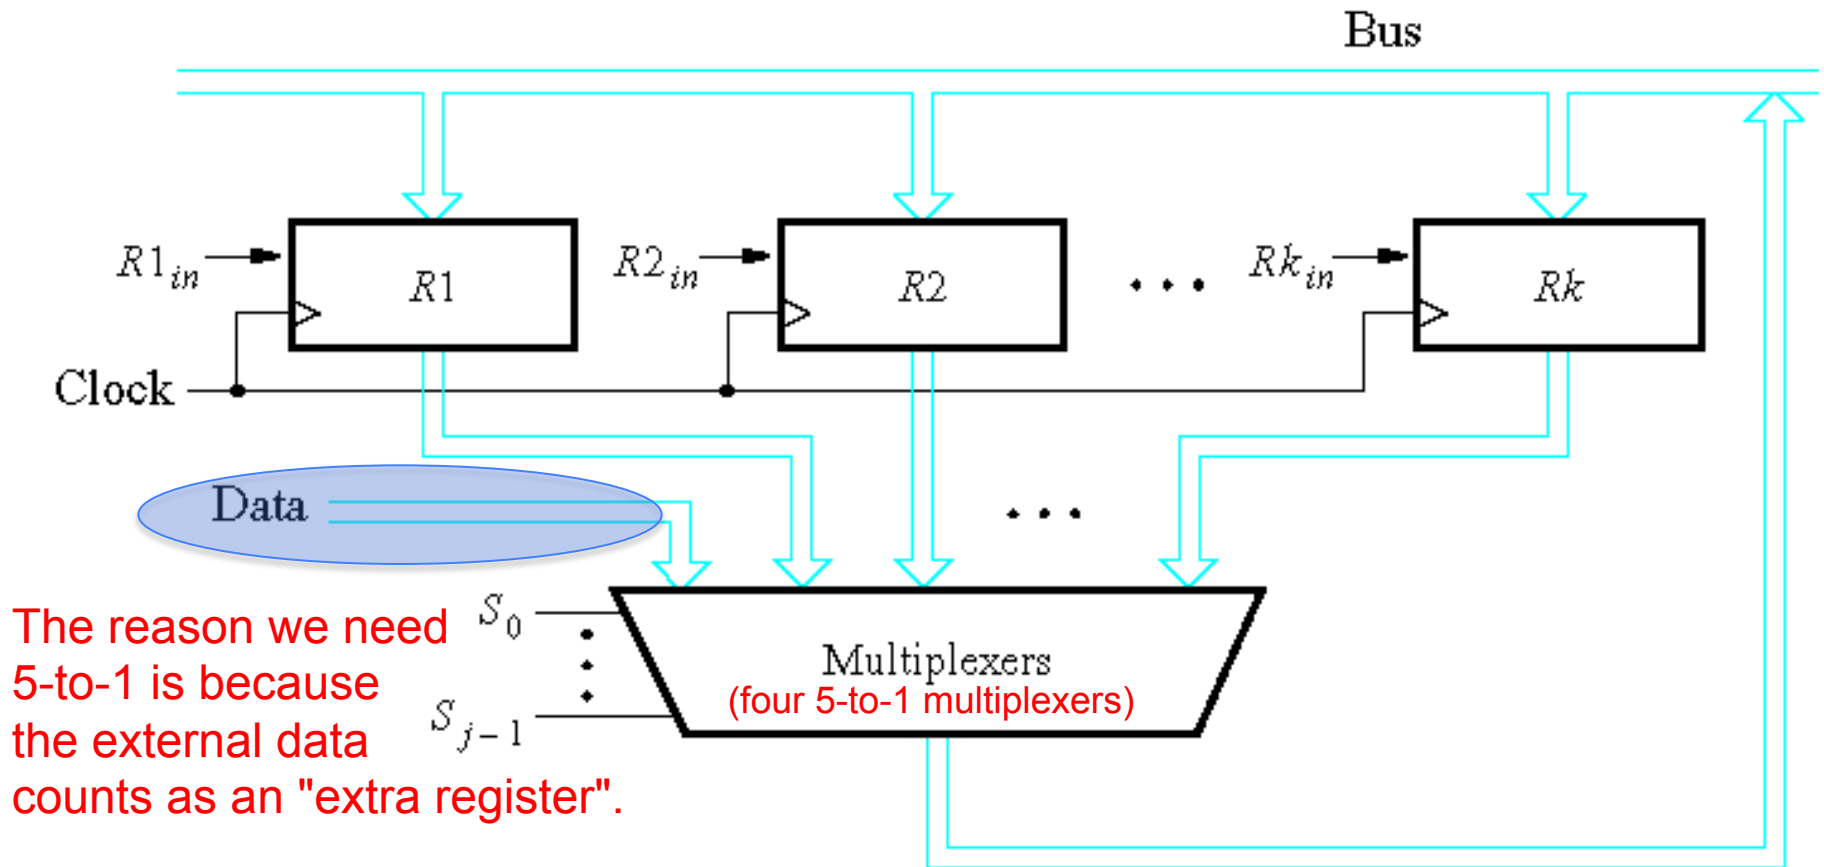 Bus
R1in
R1
R2in
R2
• • •
Rkin
Rk
Clock
Data
• • •
The reason we need
5-to-1 is because
the external data
counts as an "extra register".
S0
Sj−1
Multiplexers
(four 5-to-1 multiplexers)